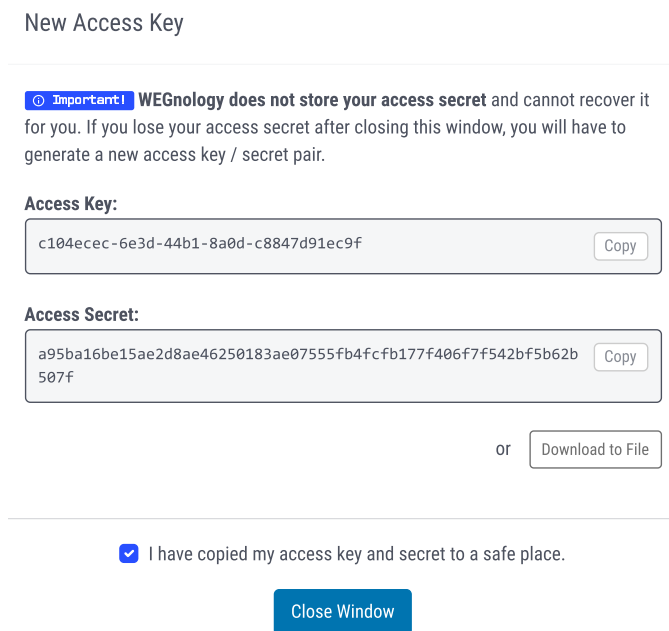 New Access Key
Important! WEGnology does not store your access secret and cannot recover it
for you. If you lose your access secret after closing this window, you will have to
generate a new access key / secret pair.
Access Key:
c104ecec-6e3d-44b1-8a0d-c8847d91ec9f
Copy
Access Secret:
a95ba16be15ae2d8ae46250183ae07555fb4fcfb177f406f7f542bf5b62b
507f
Copy
or
Download to File
I have copied my access key and secret to a safe place.
Close Window